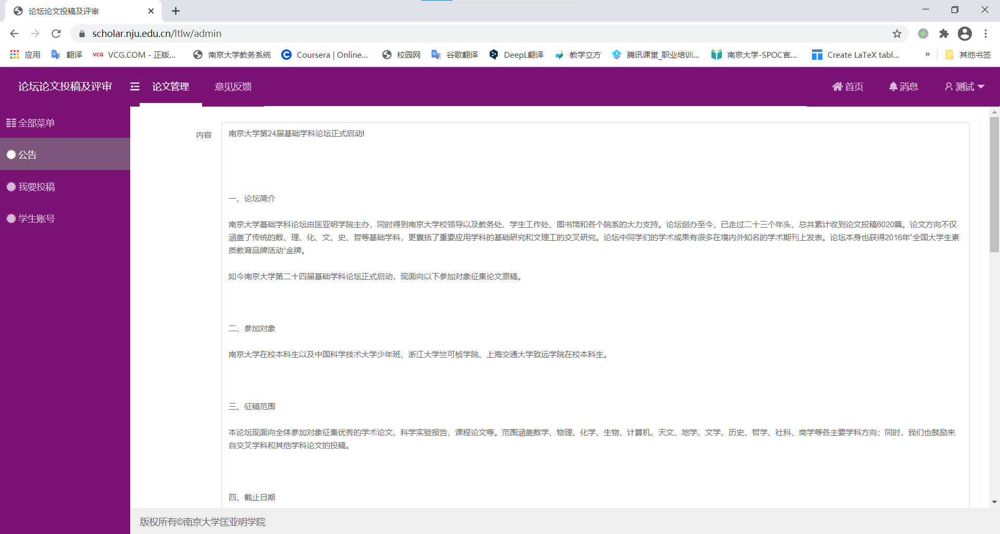 论坛论文投稿及评审
scholar.nju.edu.cn/ltlw/admin
应用 翻译 VCG VCG.COM - 正版... 南京大学教务系统 Coursera | Online... 校园网 谷歌翻译 DeepL翻译 教学立方 腾讯课堂_职业培训... 南京大学-SPOC官... Create LaTeX tabl... » 其他书签
论坛论文投稿及评审 论文管理 意见反馈 首页 消息 测试
全部菜单
公告
我要投稿
学生账号
内容
南京大学第24届基础学科论坛正式启动!
一、论坛简介
南京大学基础学科论坛由匡亚明学院主办，同时得到南京大学校领导以及教务处、学生工作处、图书馆和各个院系的大力支持。论坛创办至今，已走过二十三个年头，总共累计收到论文投稿6020篇。论文方向不仅
涵盖了传统的数、理、化、文、史、哲等基础学科，更囊括了重要应用学科的基础研究和文理工的交叉研究。论坛中同学们的学术成果有很多在境内外知名的学术期刊上发表。论坛本身也获得2016年“全国大学生素
质教育品牌活动”金牌。
如今南京大学第二十四届基础学科论坛正式启动，现面向以下参加对象征集论文原稿。
二、参加对象
南京大学在校本科生以及中国科学技术大学少年班、浙江大学竺可桢学院、上海交通大学致远学院在校本科生。
三、征稿范围
本论坛现面向全体参加对象征集优秀的学术论文、科学实验报告、课程论文等。范围涵盖数学、物理、化学、生物、计算机、天文、地学、文学、历史、哲学、社科、商学等各主要学科方向；同时，我们也鼓励来
自交叉学科和其他学科论文的投稿。
四、截止日期
版权所有©南京大学匡亚明学院